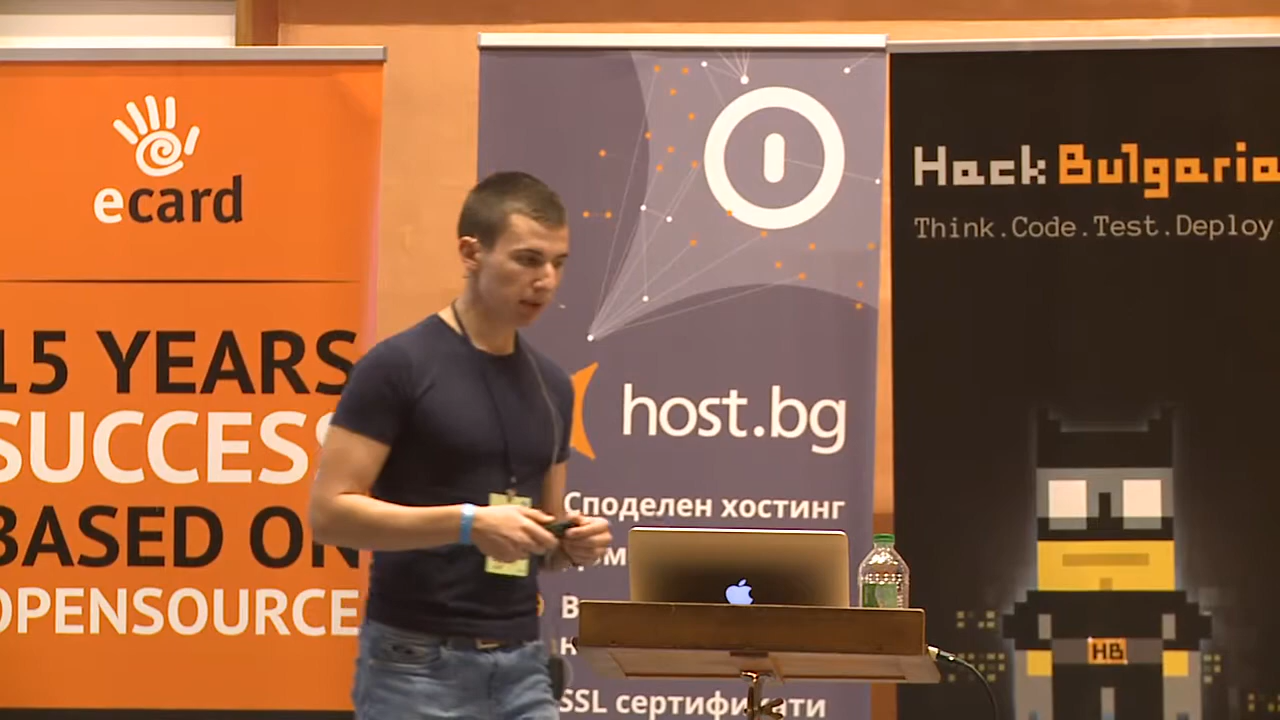 ecard
15 YEARS
SUCCESS
BASED ON
OPENSOURCE
host.bg
Споделен хостинг
SSL
Hack Bulgaria
Think.Code.Test.Deploy
HB